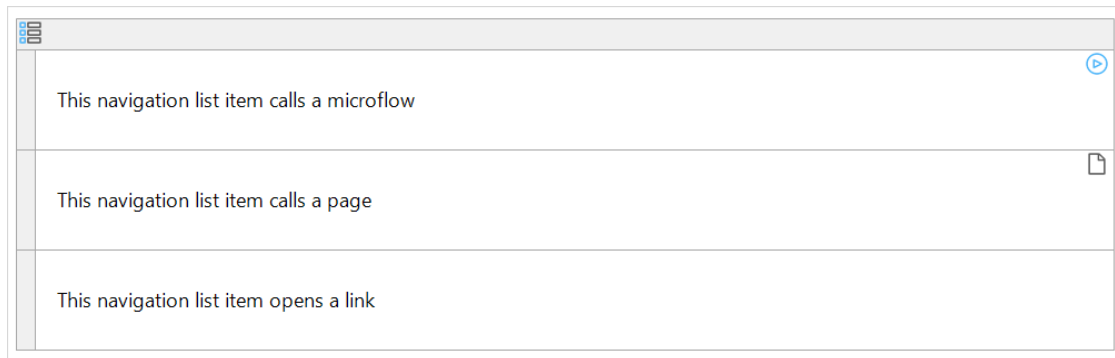 This navigation list item calls a microflow
This navigation list item calls a page
This navigation list item opens a link